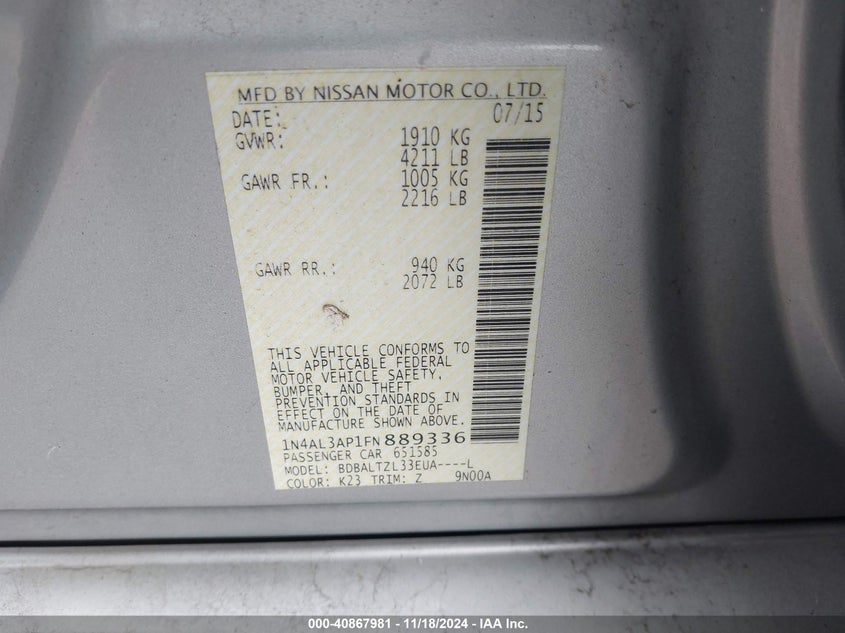 MFD BY NISSAN MOTOR CO., LTD.
DATE: 07/15
GVWR: 1910 KG
4211 LB
GAWR FR.: 1005 KG
2216 LB
GAWR RR.: 940 KG
2072 LB
THIS VEHICLE CONFORMS TO
ALL APPLICABLE FEDERAL
MOTOR VEHICLE SAFETY,
BUMPER, AND THEFT
PREVENTION STANDARDS IN
EFFECT ON THE DATE OF
MANUFACTURE SHOWN ABOVE.
1N4AL3AP1FN889336
PASSENGER CAR 651585
MODEL: BDBALTZL33EUA----L
COLOR: K23 TRIM: Z 9N00A
000-40867981 - 11/18/2024 - IAA Inc.